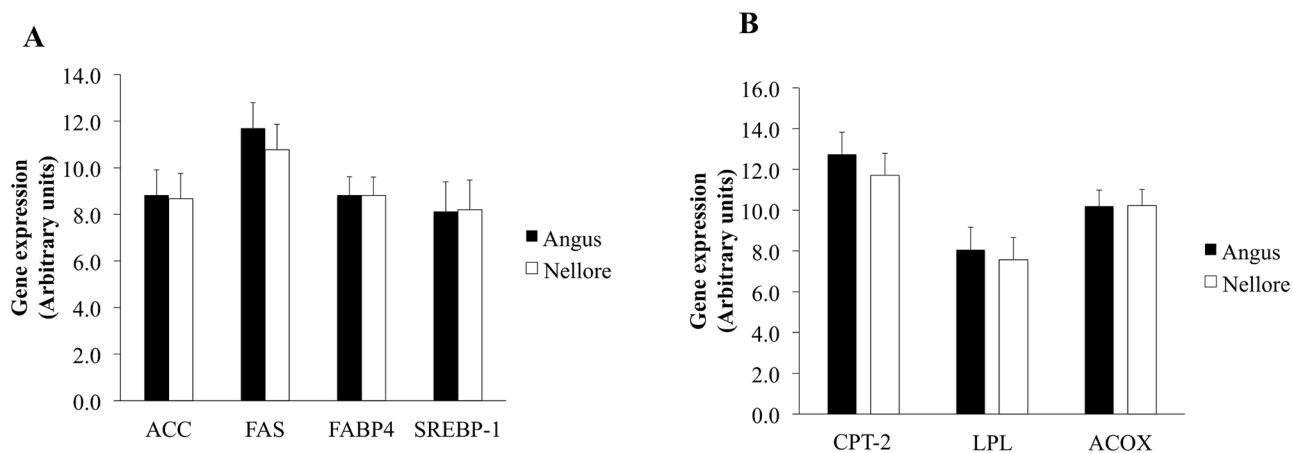 A
Gene expression
(Arbitrary units)
14.0
12.0
10.0
8.0
6.0
4.0
2.0
0.0
ACC FAS FABP4 SREBP-1
Angus
Nellore
B
Gene expression
(Arbitrary units)
16.0
14.0
12.0
10.0
8.0
6.0
4.0
2.0
0.0
CPT-2 LPL ACOX
Angus
Nellore